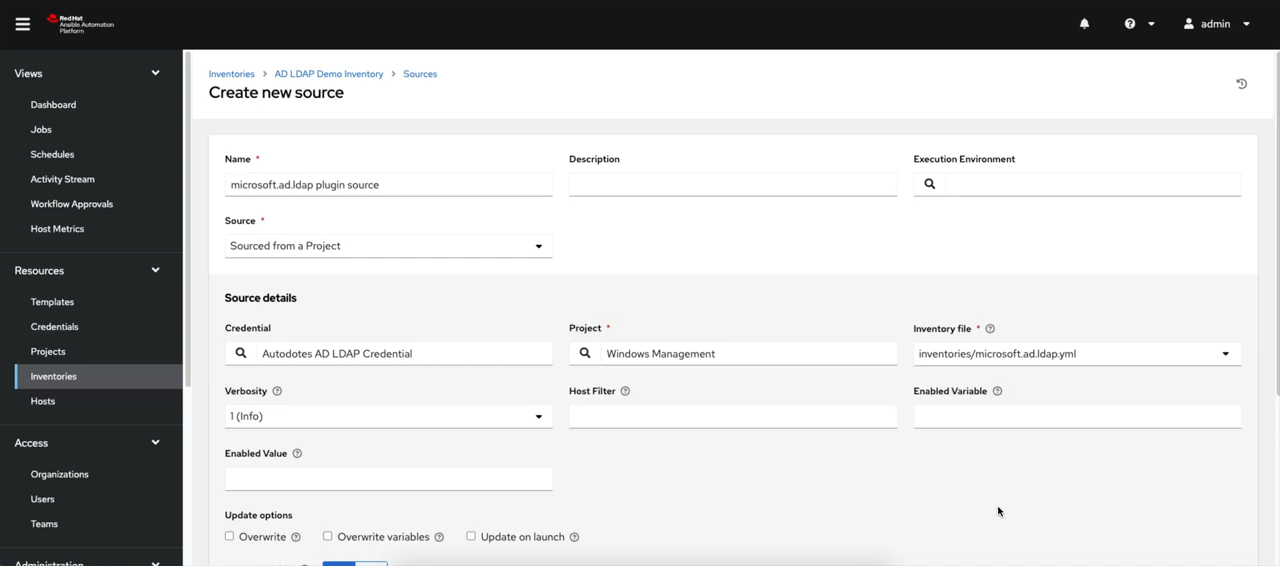 Red Hat
Ansible Automation
Platform
admin
Views
Dashboard
Jobs
Schedules
Activity Stream
Workflow Approvals
Host Metrics
Resources
Templates
Credentials
Projects
Inventories
Hosts
Access
Organizations
Users
Teams
Administration
Inventories > AD LDAP Demo Inventory > Sources
Create new source
Name * Description Execution Environment
microsoft.ad.ldap plugin source
Source *
Sourced from a Project
Source details
Credential Project * Inventory file *
Autodotes AD LDAP Credential Windows Management inventories/microsoft.ad.ldap.yml
Verbosity Host Filter Enabled Variable
1 (Info)
Enabled Value
Update options
Overwrite Overwrite variables Update on launch